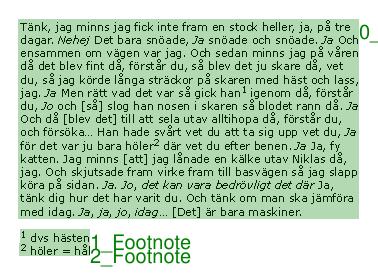 Tänk, jag minns jag fick inte fram en stock heller, ja, på tre
dagar. Nehej Det bara snöade, Ja snöade och snöade. Ja Och
ensammen om vägen var jag. Och sedan minns jag på våren
då det blev fint då, förstår du, så blev det ju skare då, vet
du, så jag körde långa sträckor på skaren med häst och lass,
jag. Ja Men rätt vad det var så gick han¹ igenom då, förstår
du, Jo och [så] slog han nosen i skaren så blodet rann då. Ja
Och då [blev det] till att sela utav alltihopa då, förstår du,
och försöka... Han hade svårt vet du att ta sig upp vet du, Ja
för det var ju bara höler² där vet du efter benen. Ja Ja, fy
katten. Jag minns [att] jag lånade en kälke utav Niklas då,
jag. Och skjutsade fram virke fram till basvägen så jag slapp
köra på sidan. Ja. Jo, det kan vara bedrövligt det där Ja,
tänk dig hur det har varit du. Och tänk om man ska jämföra
med idag. Ja, ja, jo, idag... [Det] är bara maskiner.
0_
¹ dvs hästen
² höler = hål
1_Footnote
2_Footnote